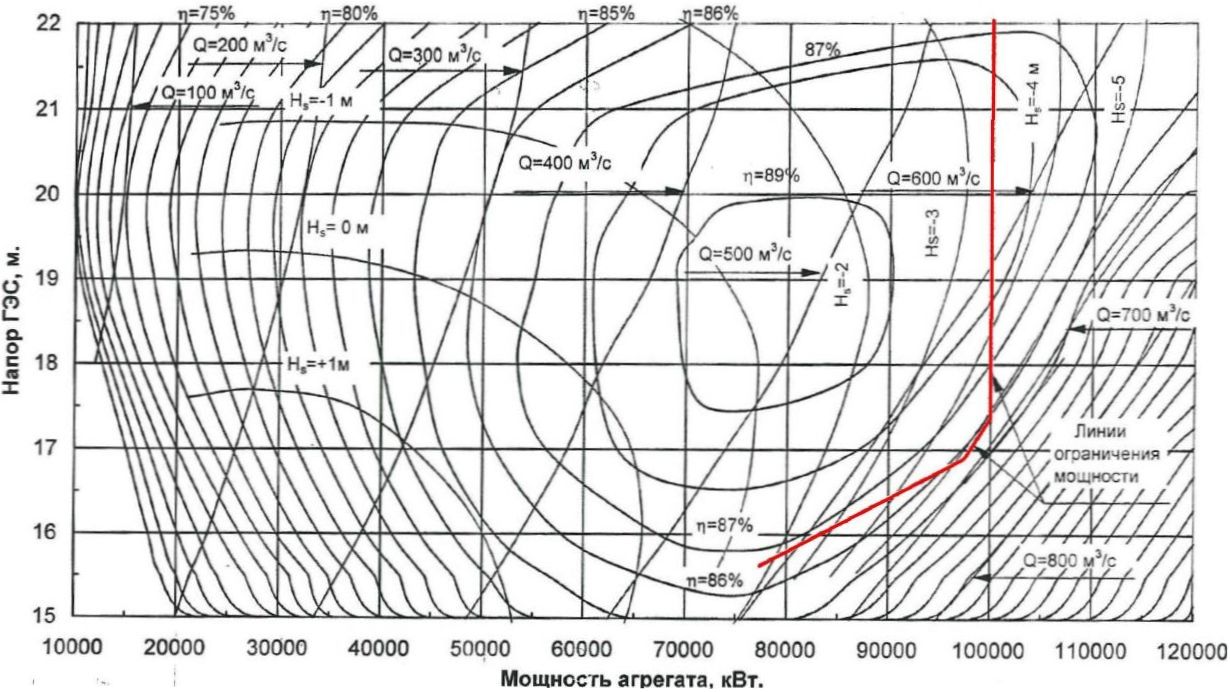 η=75% η=80% η=85% η=86%
22
Q=200 м³/с
Q=300 м³/с
87%
Q=100 м³/с
Hₛ=-1 м
Hₛ=-4 м
Hs=-5
21
Q=400 м³/с
η=89%
Q=600 м³/с
20
Hₛ= 0 м
Hs=-3
Q=500 м³/с
Hₛ=-2
19
Q=700 м³/с
Hₛ=+1м
18
Линии
ограничения
мощности
17
η=87%
16
η=86%
Q=800 м³/с
15
Напор ГЭС, м.
10000 20000 30000 40000 50000 60000 70000 80000 90000 100000 110000 120000
Мощность агрегата, кВт.